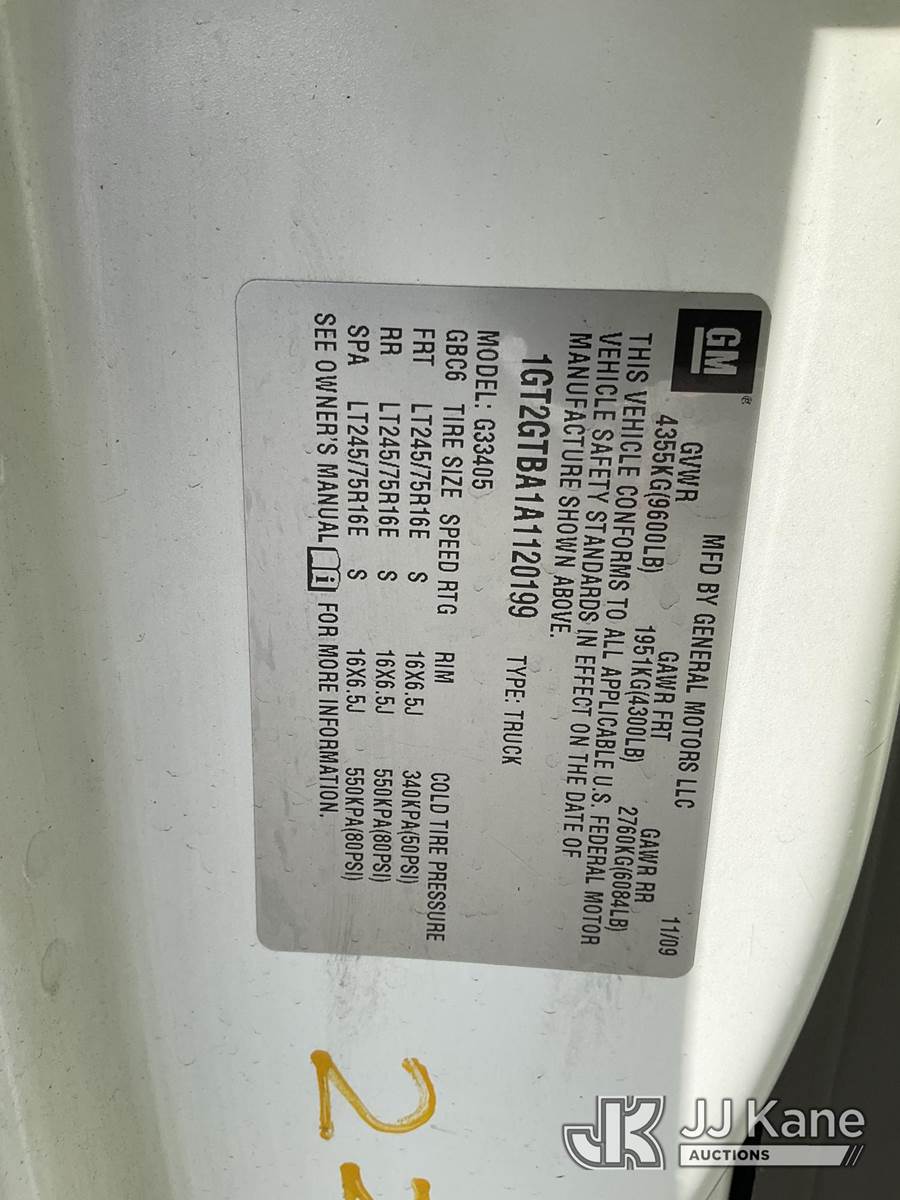 GM®
MFD BY GENERAL MOTORS LLC 11/09
GVWR GAWR FRT GAWR RR
4355KG(9600LB) 1951KG(4300LB) 2760KG(6084LB)
THIS VEHICLE CONFORMS TO ALL APPLICABLE U.S. FEDERAL MOTOR
VEHICLE SAFETY STANDARDS IN EFFECT ON THE DATE OF
MANUFACTURE SHOWN ABOVE.
1GT2GTBA1A1120199 TYPE: TRUCK
MODEL: G33405
GBC6 TIRE SIZE SPEED RTG RIM COLD TIRE PRESSURE
FRT LT245/75R16E S 16X6.5J 340KPA(50PSI)
RR LT245/75R16E S 16X6.5J 550KPA(80PSI)
SPA LT245/75R16E S 16X6.5J 550KPA(80PSI)
SEE OWNER'S MANUAL i FOR MORE INFORMATION.
2
JK JJ Kane
AUCTIONS